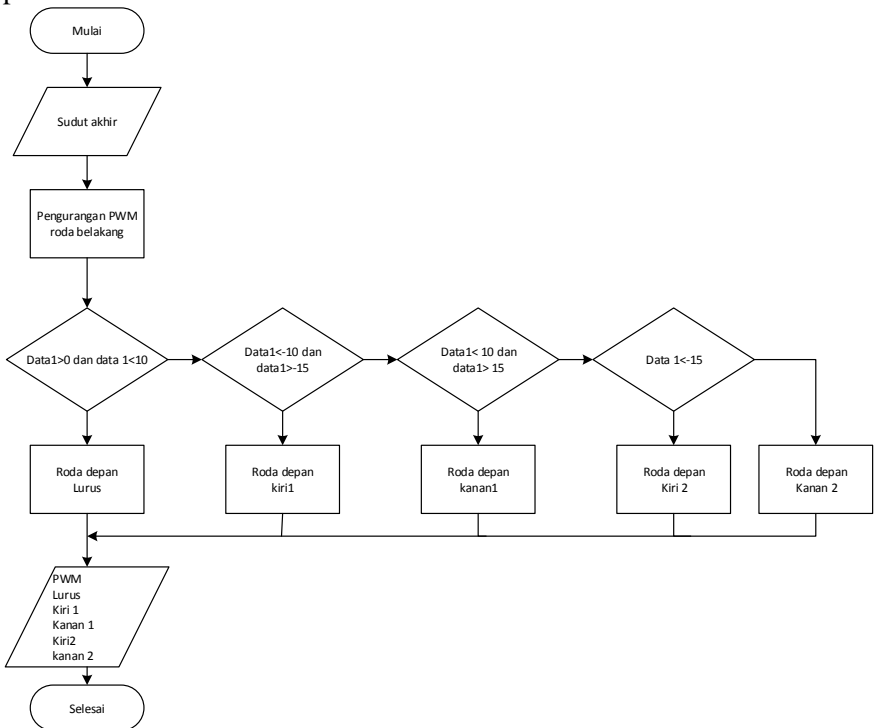 Mulai
Sudut akhir
Pengurangan PWM
roda belakang
Data1>0 dan data 1<10
Data1<-10 dan
data1>-15
Data1< 10 dan
data1> 15
Data 1<-15
Roda depan
Lurus
Roda depan
kiri1
Roda depan
kanan1
Roda depan
Kiri 2
Roda depan
Kanan 2
PWM
Lurus
Kiri 1
Kanan 1
Kiri2
kanan 2
Selesai